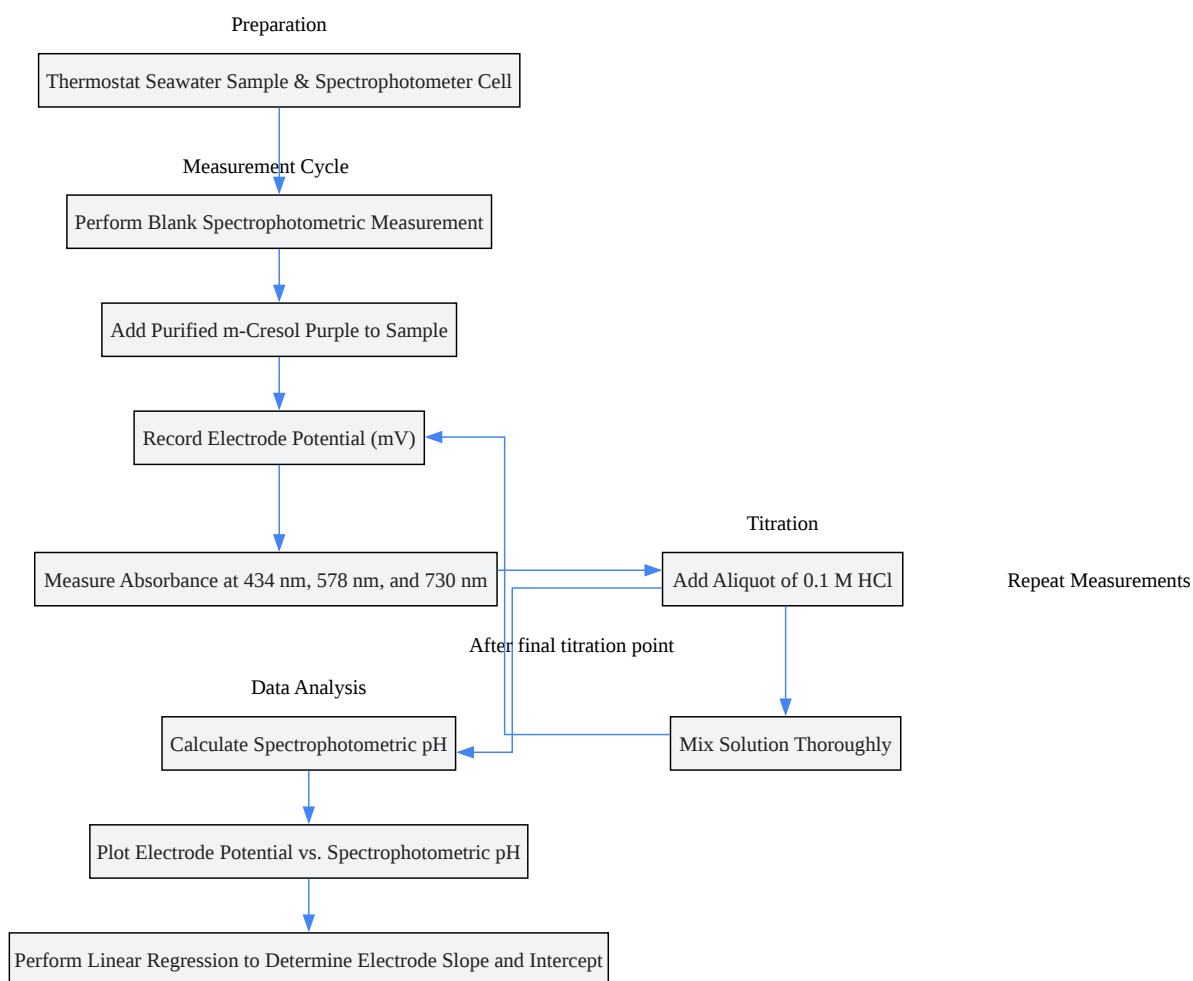 Preparation
Thermostat Seawater Sample & Spectrophotometer Cell
Measurement Cycle
Perform Blank Spectrophotometric Measurement
Add Purified m-Cresol Purple to Sample
Record Electrode Potential (mV)
Titration
Measure Absorbance at 434 nm, 578 nm, and 730 nm
Add Aliquot of 0.1 M HCl
Repeat Measurements
After final titration point
Data Analysis
Calculate Spectrophotometric pH
Mix Solution Thoroughly
Plot Electrode Potential vs. Spectrophotometric pH
Perform Linear Regression to Determine Electrode Slope and Intercept